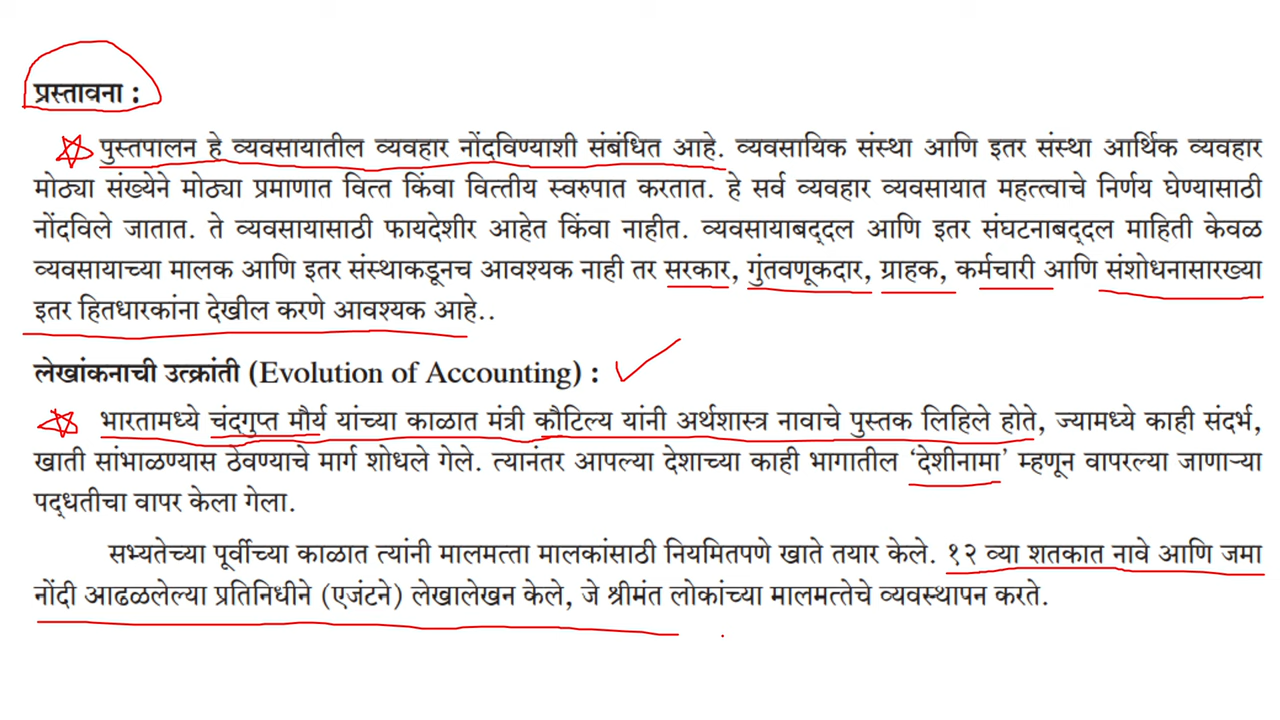 प्रस्तावना :
पुस्तपालन हे व्यवसायातील व्यवहार नोंदविण्याशी संबंधित आहे. व्यवसायिक संस्था आणि इतर संस्था आर्थिक व्यवहार
मोठ्या संख्येने मोठ्या प्रमाणात वित्त किंवा वित्तीय स्वरुपात करतात. हे सर्व व्यवहार व्यवसायात महत्त्वाचे निर्णय घेण्यासाठी
नोंदविले जातात. ते व्यवसायासाठी फायदेशीर आहेत किंवा नाहीत. व्यवसायाबद्दल आणि इतर संघटनाबद्दल माहिती केवळ
व्यवसायाच्या मालक आणि इतर संस्थाकडूनच आवश्यक नाही तर सरकार, गुंतवणूकदार, ग्राहक, कर्मचारी आणि संशोधनासारख्या
इतर हितधारकांना देखील करणे आवश्यक आहे..
लेखांकनाची उत्क्रांती (Evolution of Accounting) :
भारतामध्ये चंद्रगुप्त मौर्य यांच्या काळात मंत्री कौटिल्य यांनी अर्थशास्त्र नावाचे पुस्तक लिहिले होते, ज्यामध्ये काही संदर्भ,
खाती सांभाळण्यास ठेवण्याचे मार्ग शोधले गेले. त्यानंतर आपल्या देशाच्या काही भागातील ‘देशीनामा’ म्हणून वापरल्या जाणाऱ्या
पद्धतीचा वापर केला गेला.
सभ्यतेच्या पूर्वीच्या काळात त्यांनी मालमत्ता मालकांसाठी नियमितपणे खाते तयार केले. १२ व्या शतकात नावे आणि जमा
नोंदी आढळलेल्या प्रतिनिधीने (एजंटने) लेखालेखन केले, जे श्रीमंत लोकांच्या मालमत्तेचे व्यवस्थापन करते.